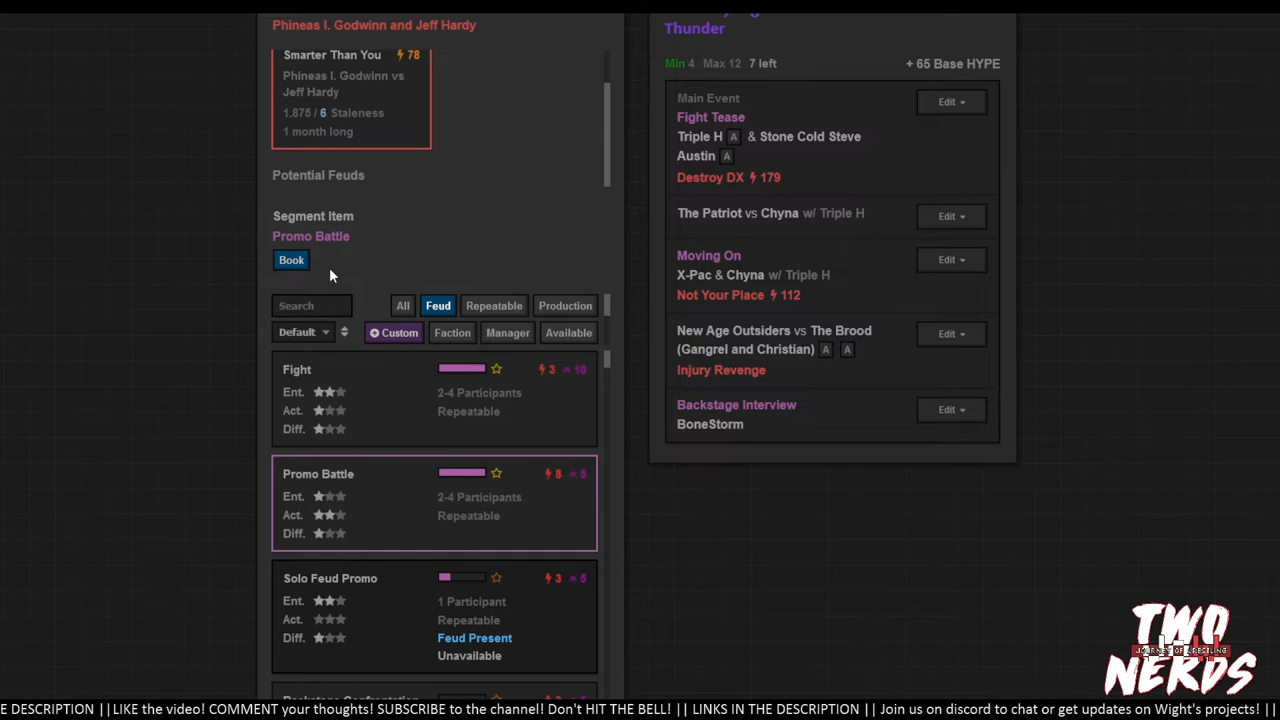 Phineas I. Godwinn and Jeff Hardy
Smarter Than You 78
Phineas I. Godwinn vs
Jeff Hardy
1.875 / 6 Staleness
1 month long
Potential Feuds
Segment Item
Promo Battle
Book
Search All Feud Repeatable Production
Default Custom Faction Manager Available
Fight 3 10
Ent. 2-4 Participants
Act. Repeatable
Diff.
Promo Battle 8 5
Ent. 2-4 Participants
Act. Repeatable
Diff.
Solo Feud Promo 3 5
Ent. 1 Participant
Act. Repeatable
Diff. Feud Present
Unavailable
Thunder
Min 4 Max 12 7 left + 65 Base HYPE
Main Event Edit
Fight Tease
Triple H A & Stone Cold Steve
Austin A
Destroy DX 179
The Patriot vs Chyna w/ Triple H Edit
Moving On Edit
X-Pac & Chyna w/ Triple H
Not Your Place 112
New Age Outsiders vs The Brood Edit
(Gangrel and Christian) A A
Injury Revenge
Backstage Interview Edit
BoneStorm
TWO
JOURNEY OF WRESTLING
NERDS
E DESCRIPTION ||LIKE the video! COMMENT your thoughts! SUBSCRIBE to the channel! Don't HIT THE BELL! || LINKS IN THE DESCRIPTION || Join us on discord to chat or get updates on Wight's projects! ||